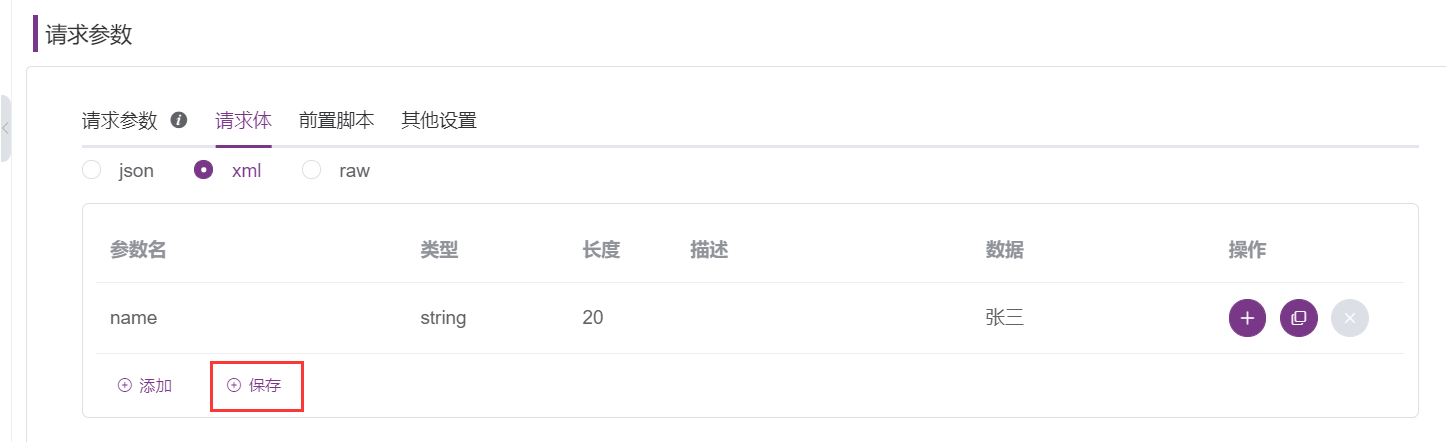 请求参数
请求参数 请求体 前置脚本 其他设置
json xml raw
参数名 类型 长度 描述 数据 操作
name string 20 张三
添加 保存